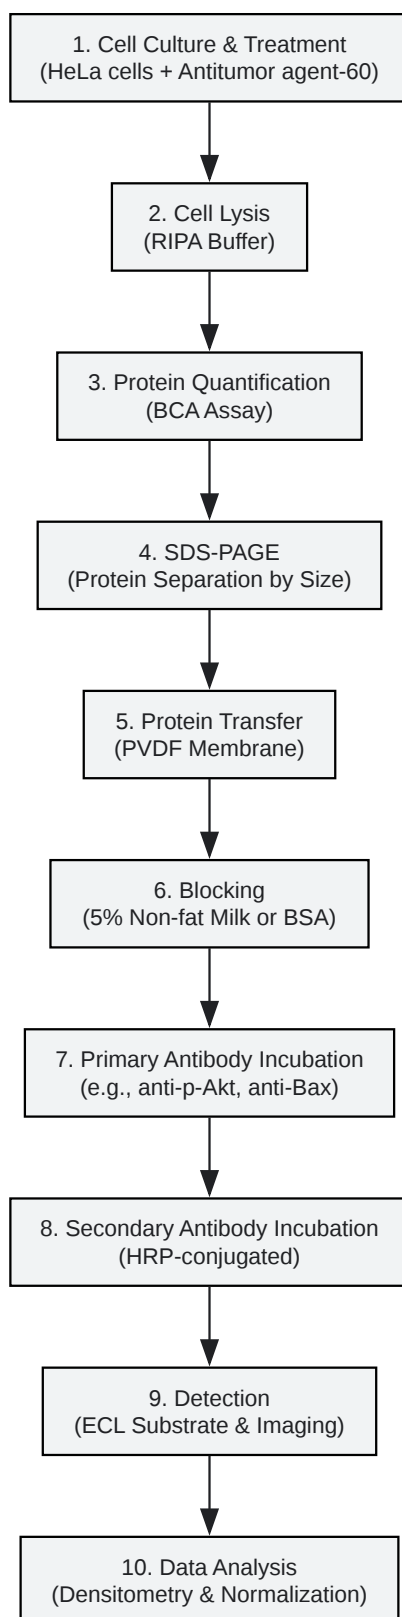 1. Cell Culture & Treatment
(HeLa cells + Antitumor agent-60)
2. Cell Lysis
(RIPA Buffer)
3. Protein Quantification
(BCA Assay)
4. SDS-PAGE
(Protein Separation by Size)
5. Protein Transfer
(PVDF Membrane)
6. Blocking
(5% Non-fat Milk or BSA)
7. Primary Antibody Incubation
(e.g., anti-p-Akt, anti-Bax)
8. Secondary Antibody Incubation
(HRP-conjugated)
9. Detection
(ECL Substrate & Imaging)
10. Data Analysis
(Densitometry & Normalization)